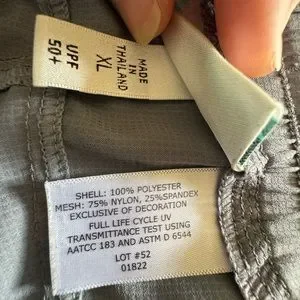 MADE
IN
THAILAND
XL
UPF
50+
SHELL: 100% POLYESTER
MESH: 75% NYLON, 25%SPANDEX
EXCLUSIVE OF DECORATION
FULL LIFE CYCLE UV
TRANSMITTANCE TEST USING
AATCC 183 AND ASTM D 6544
LOT #52
01822